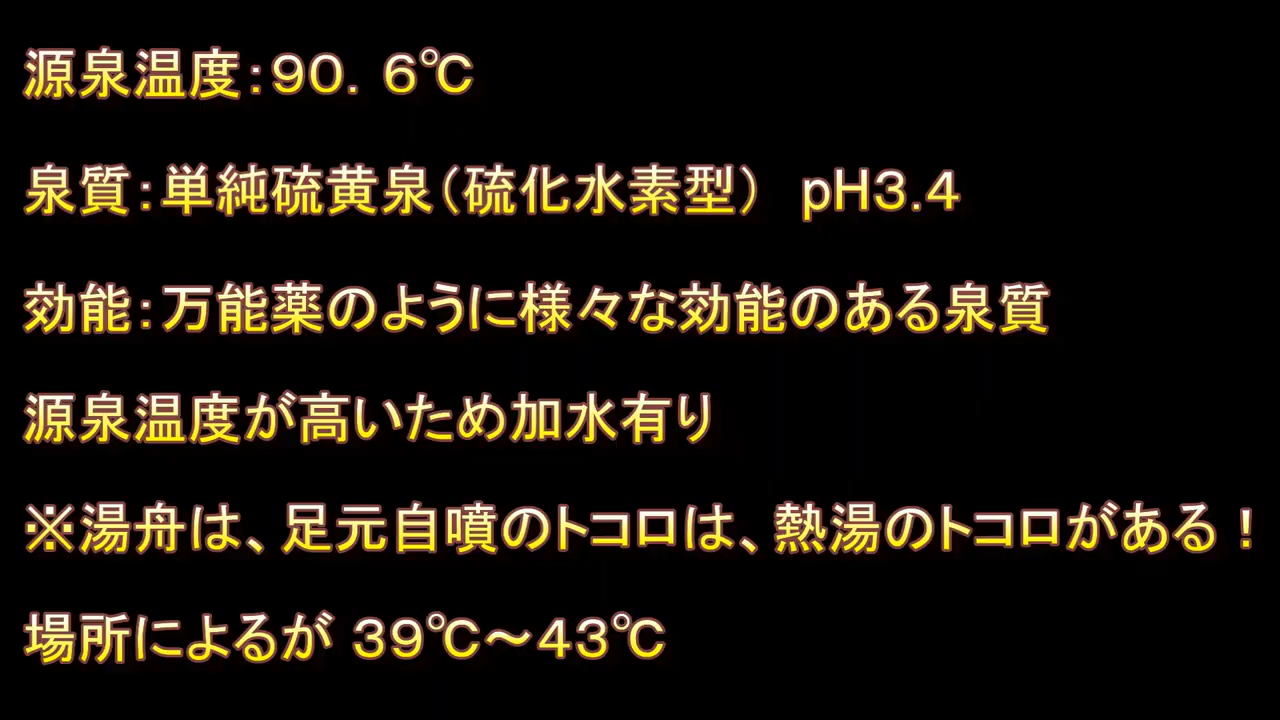 源泉温度：９０．６℃
泉質：単純硫黄泉（硫化水素型）　pH3.4
効能：万能薬のように様々な効能のある泉質
源泉温度が高いため加水有り
※湯舟は、足元自噴のトコロは、熱湯のトコロがある！
場所によるが ３９℃～４３℃